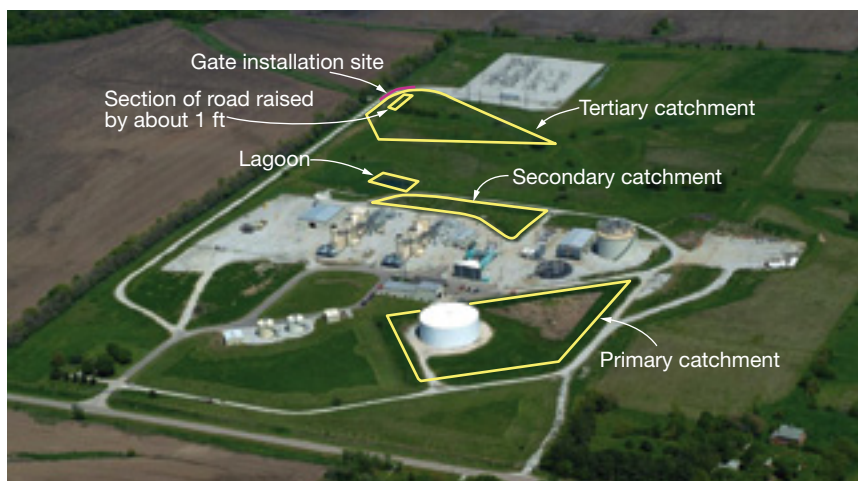 Gate installation site
Section of road raised
by about 1 ft
Tertiary catchment
Lagoon
Secondary catchment
Primary catchment